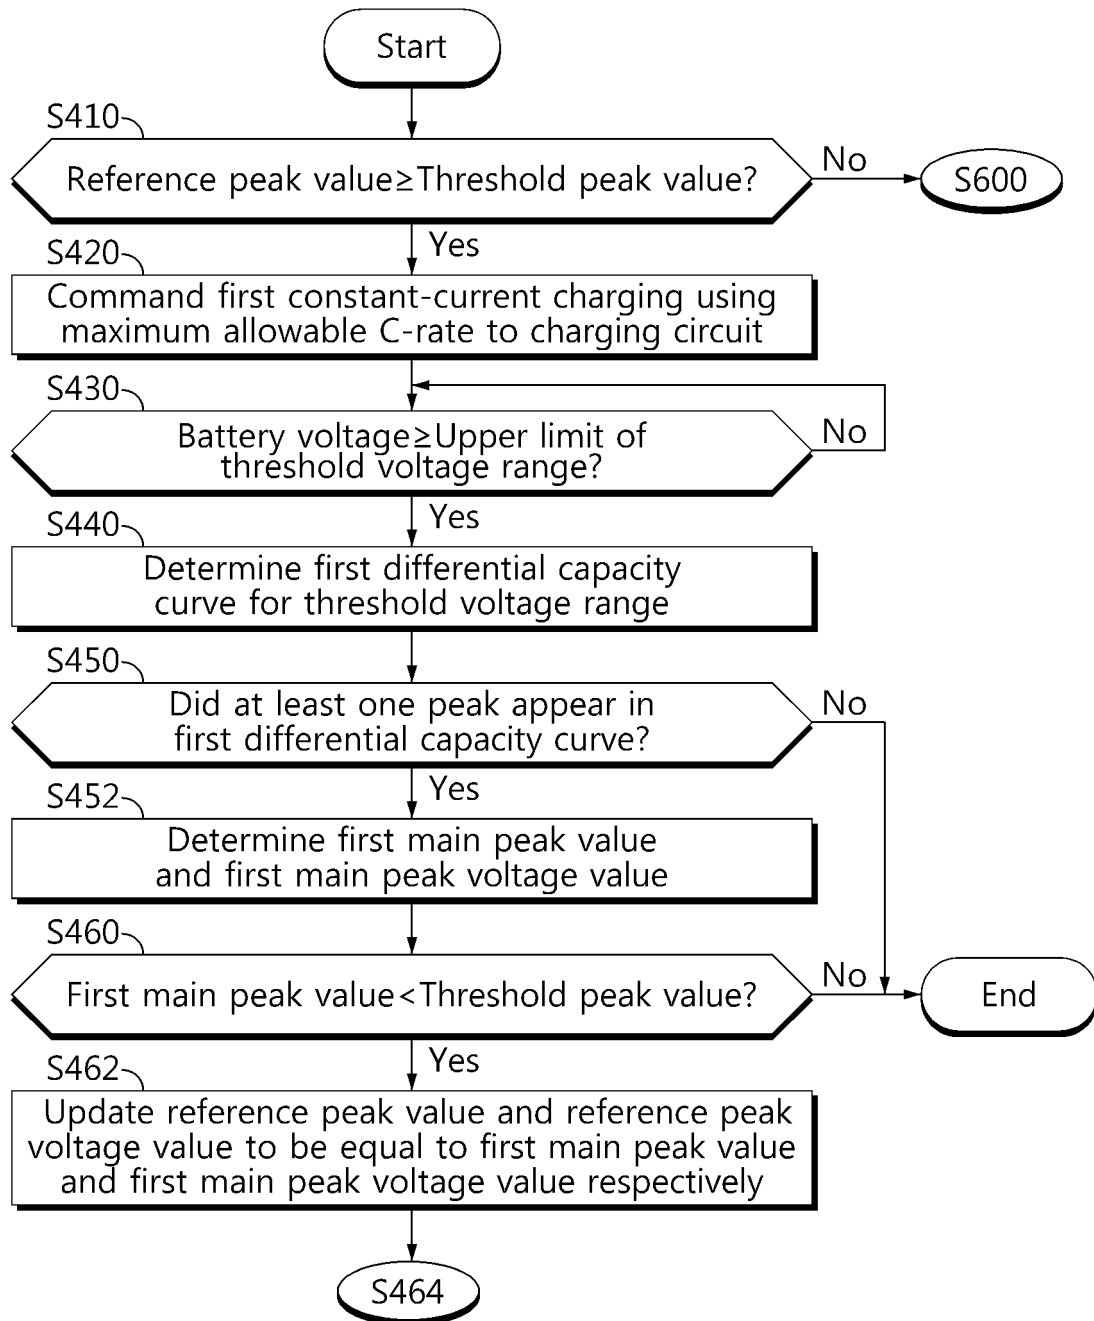 Start
S410
Reference peak value≥Threshold peak value?
No
S600
Yes
S420
Command first constant-current charging using
maximum allowable C-rate to charging circuit
S430
Battery voltage≥Upper limit of
threshold voltage range?
No
Yes
S440
Determine first differential capacity
curve for threshold voltage range
S450
Did at least one peak appear in
first differential capacity curve?
No
Yes
S452
Determine first main peak value
and first main peak voltage value
S460
First main peak value<Threshold peak value?
No
End
Yes
S462
Update reference peak value and reference peak
voltage value to be equal to first main peak value
and first main peak voltage value respectively
S464